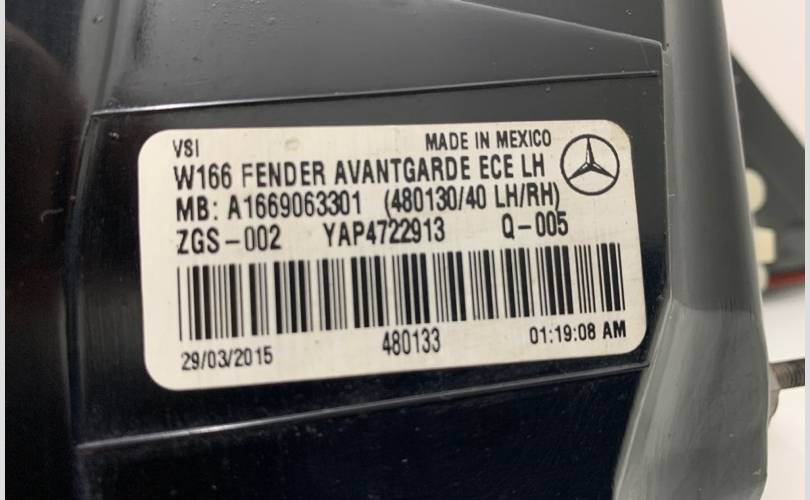 VSI MADE IN MEXICO
W166 FENDER AVANTGARDE ECE LH
MB: A1669063301 (480130/40 LH/RH)
ZGS-002 YAP4722913 Q-005
480133
29/03/2015 01:19:08 AM